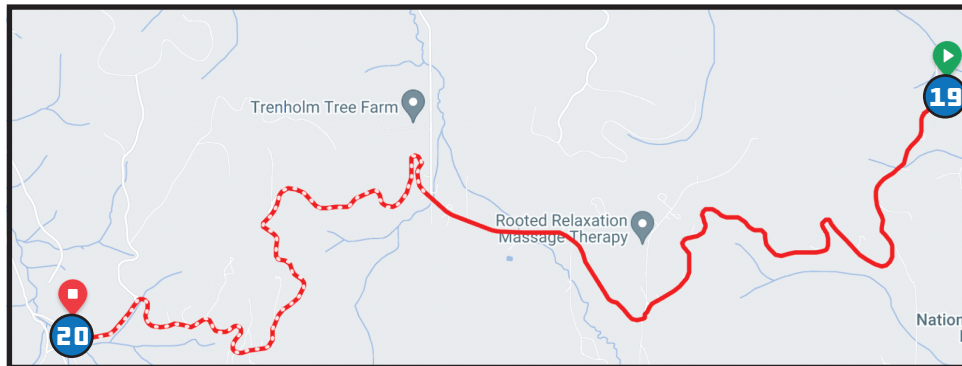 19
Trenholm Tree Farm
Rooted Relaxation
Massage Therapy
20
Nation